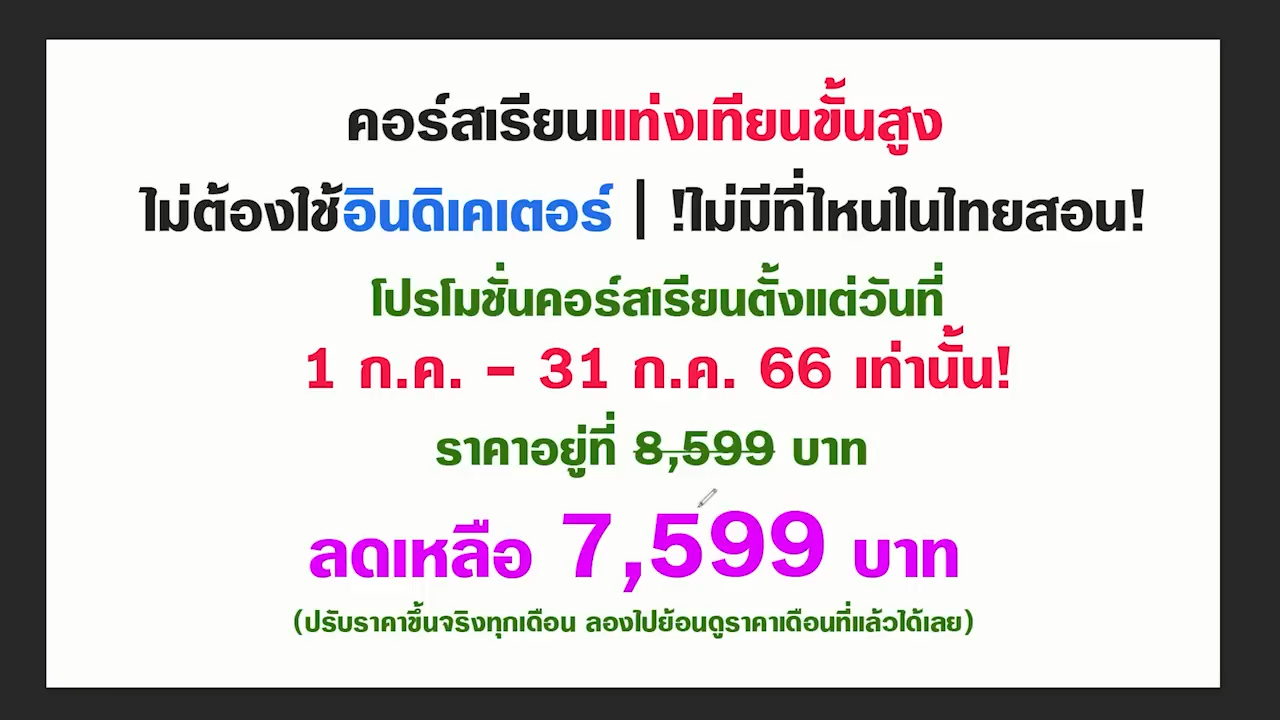 คอร์สเรียนแท่งเทียนขั้นสูง
ไม่ต้องใช้อินดิเคเตอร์ | !ไม่มีที่ไหนในไทยสอน!
โปรโมชั่นคอร์สเรียนตั้งแต่วันที่
1 ก.ค. – 31 ก.ค. 66 เท่านั้น!
ราคาอยู่ที่ 8,599 บาท
ลดเหลือ 7,599 บาท
(ปรับราคาขึ้นจริงทุกเดือน ลองไปย้อนดูราคาเดือนที่แล้วได้เลย)